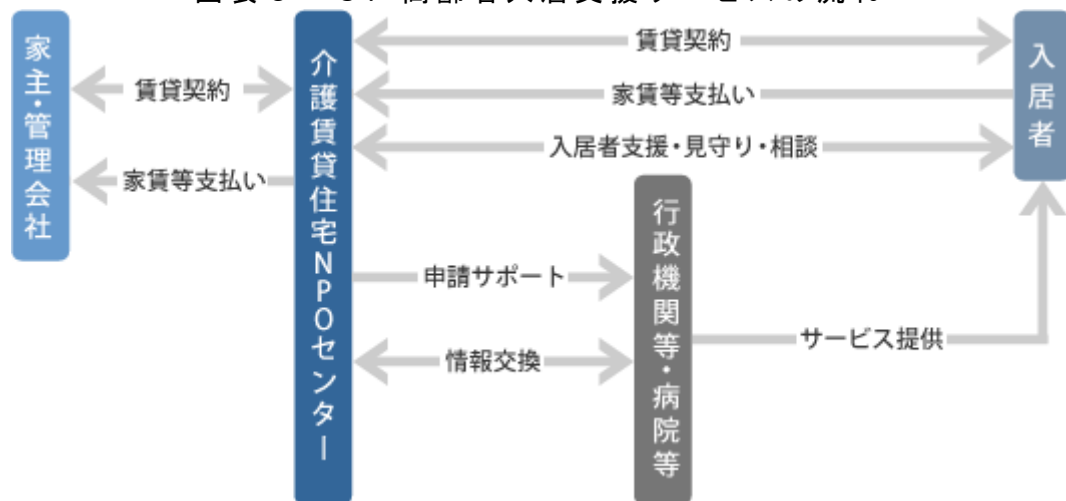 家主・管理会社
賃貸契約
家賃等支払い
介護賃貸住宅NPOセンター
賃貸契約
家賃等支払い
入居者支援・見守り・相談
入居者
申請サポート
情報交換
行政機関等・病院等
サービス提供